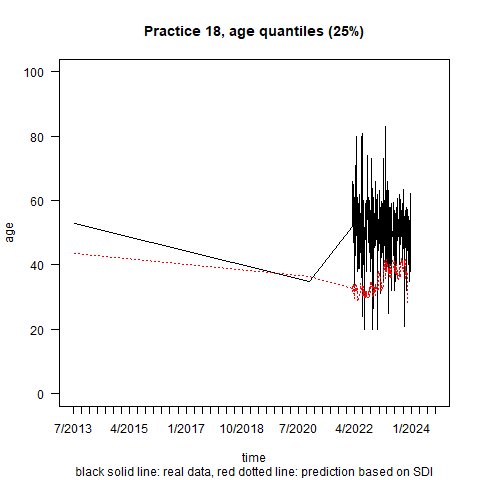 Practice 18, age quantiles (25%)
100
80
60
40
20
0
age
7/2013 4/2015 1/2017 10/2018 7/2020 4/2022 1/2024
time
black solid line: real data, red dotted line: prediction based on SDI